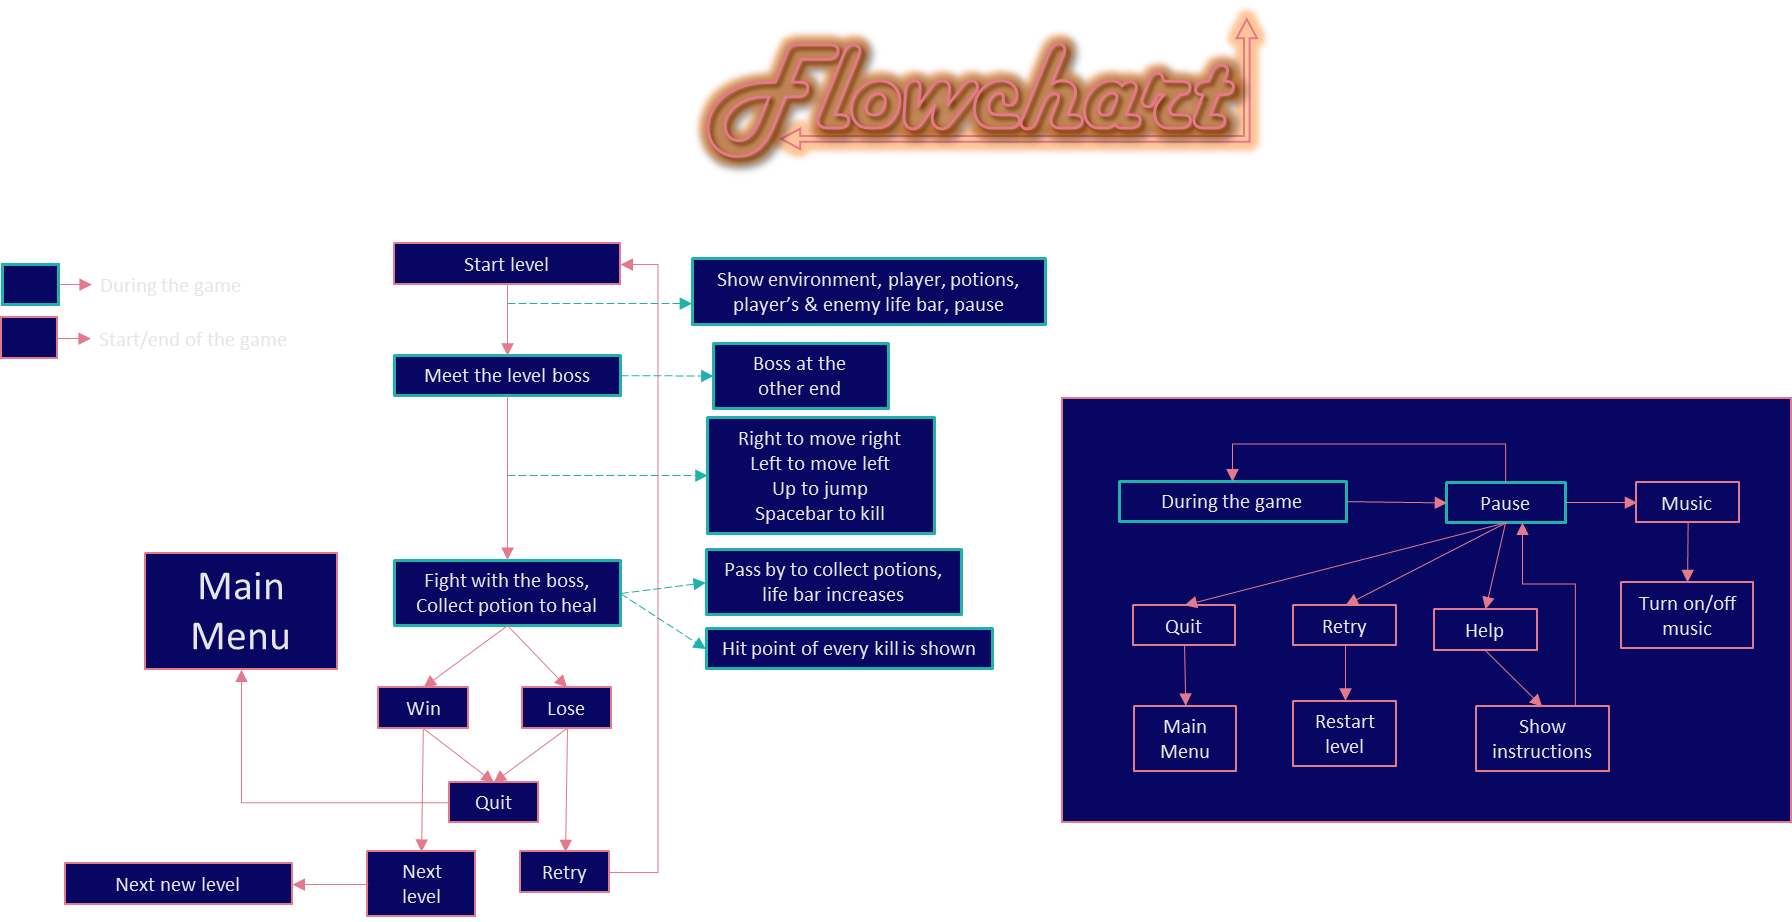 Flowchart
During the game
Start/end of the game
Start level
Show environment, player, potions,
player’s & enemy life bar, pause
Meet the level boss
Boss at the
other end
Right to move right
Left to move left
Up to jump
Spacebar to kill
Fight with the boss,
Collect potion to heal
Pass by to collect potions,
life bar increases
Hit point of every kill is shown
Main
Menu
Win
Lose
Quit
Next
level
Retry
Next new level
During the game
Pause
Music
Turn on/off
music
Quit
Retry
Help
Main
Menu
Restart
level
Show
instructions